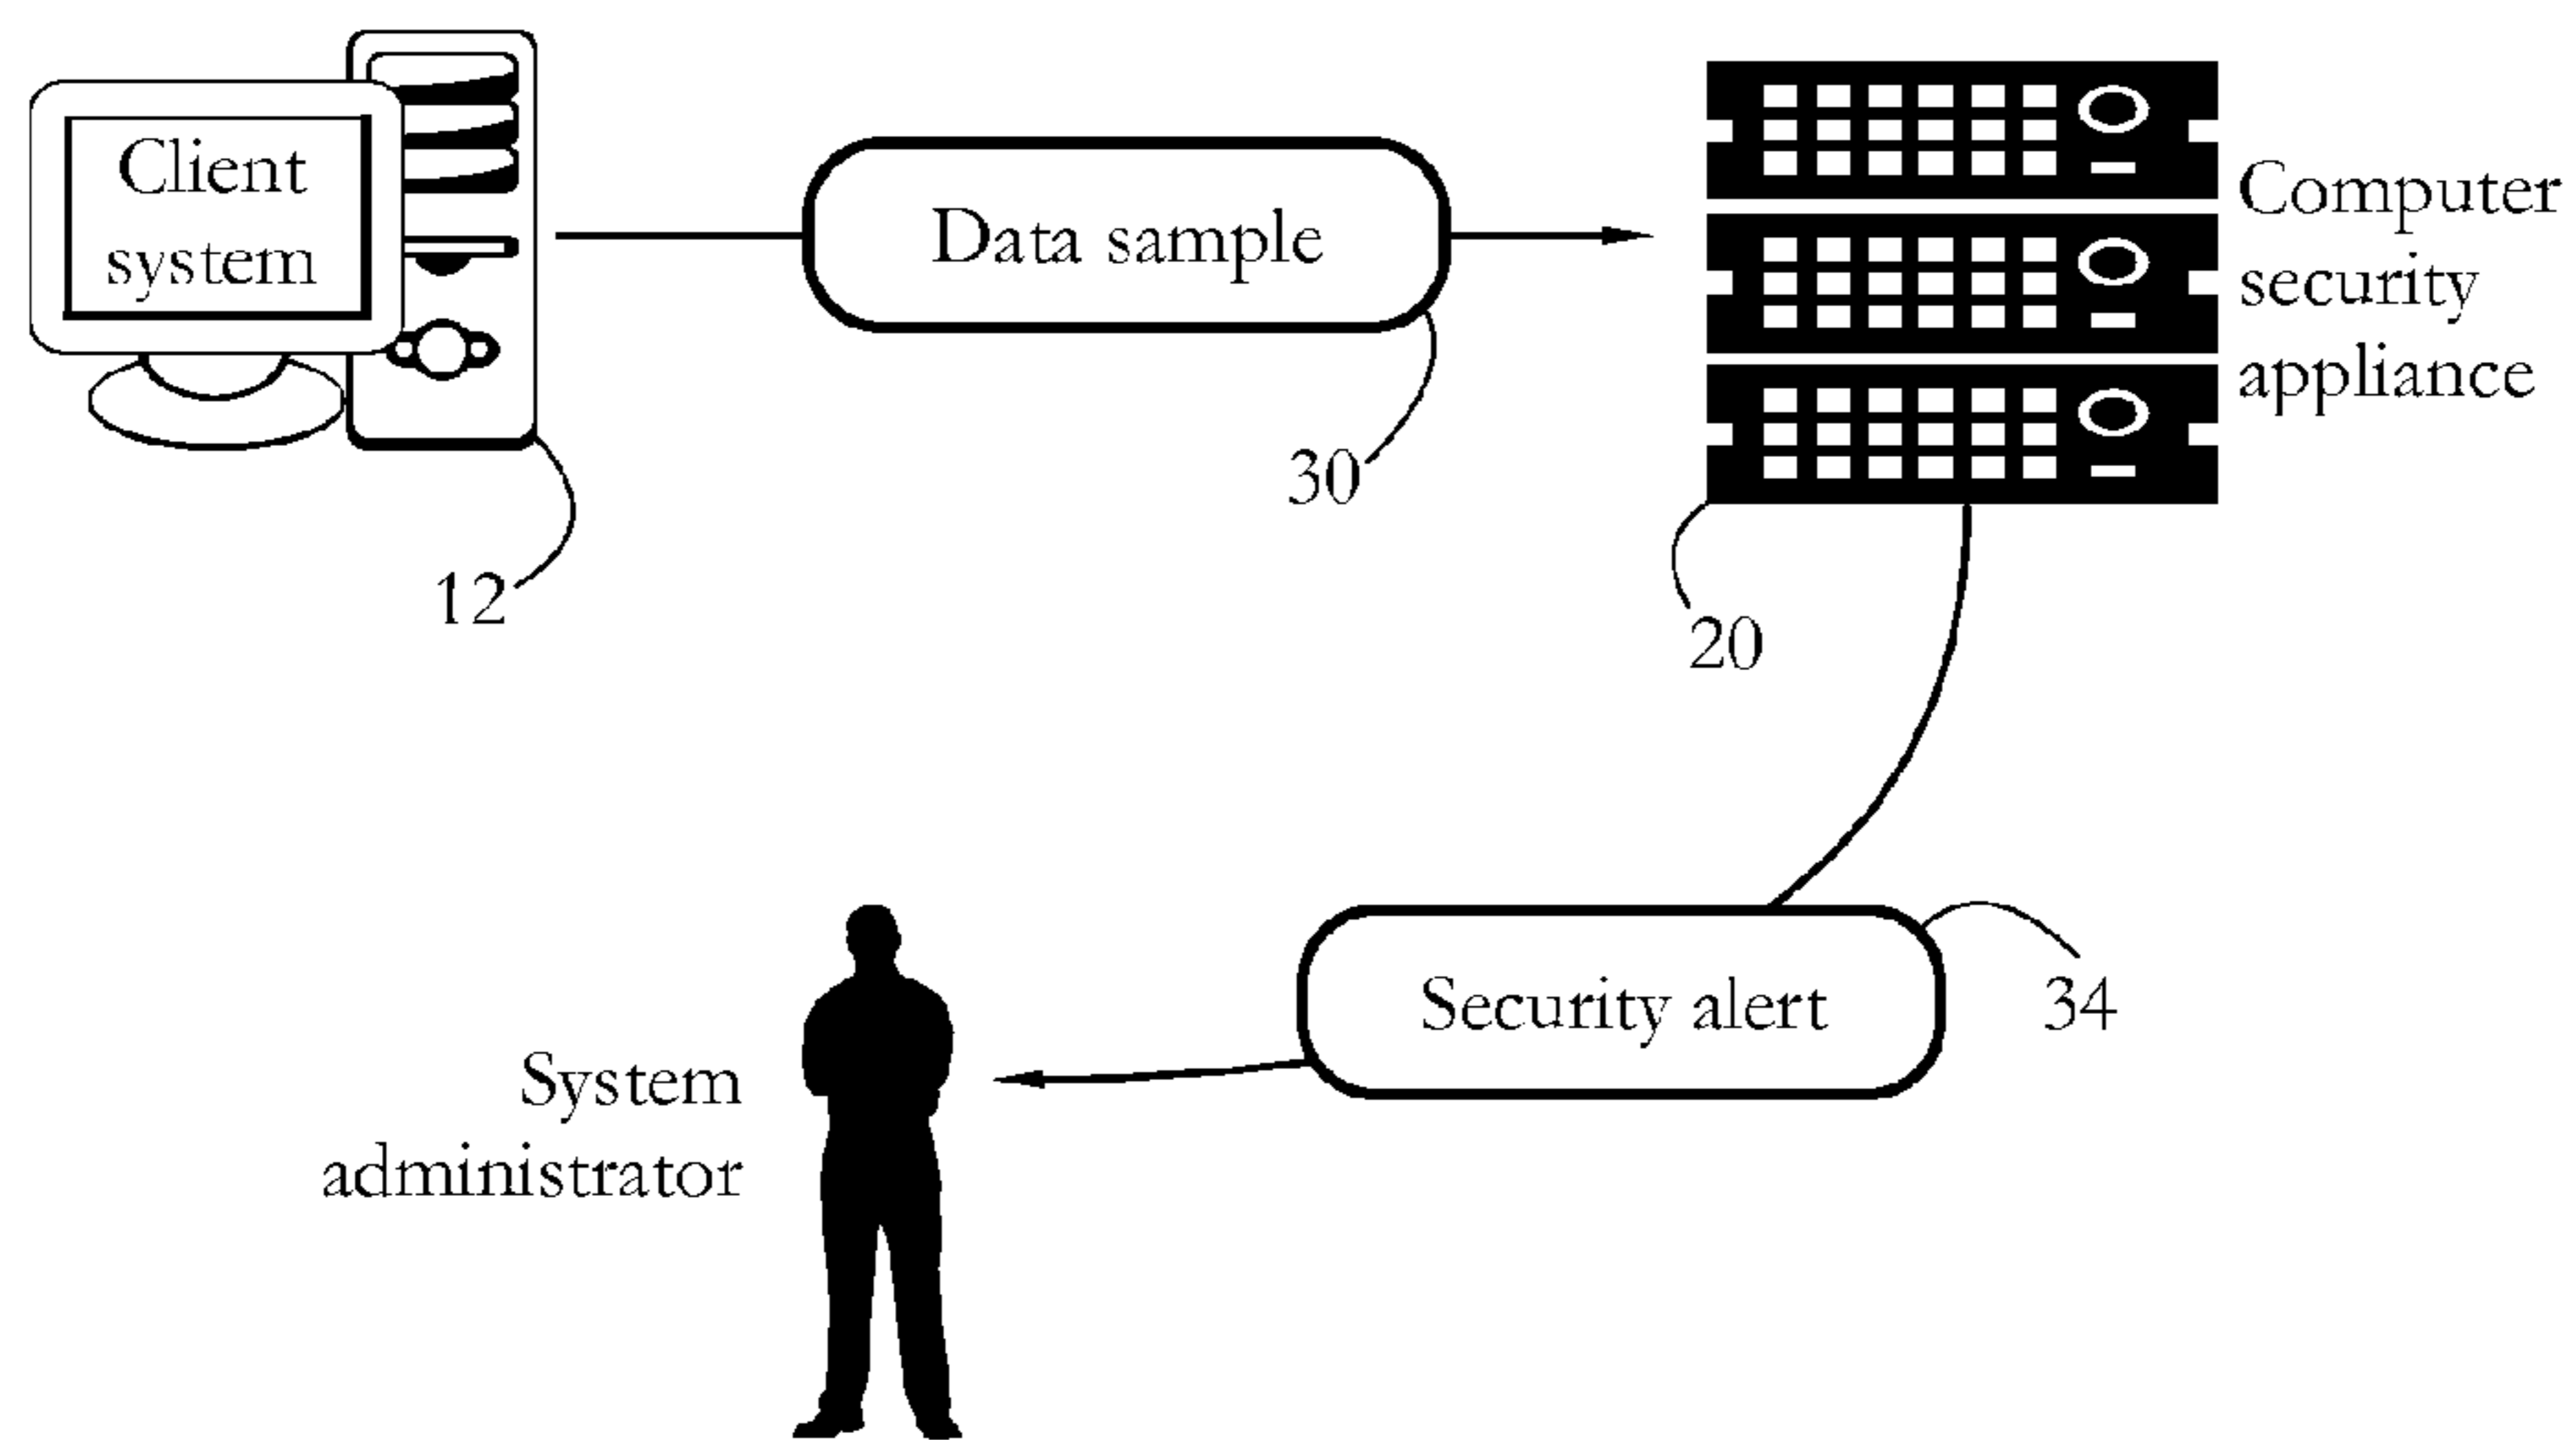 Client
system
Data sample
Computer
security
appliance
30
12
20
Security alert
34
System
administrator